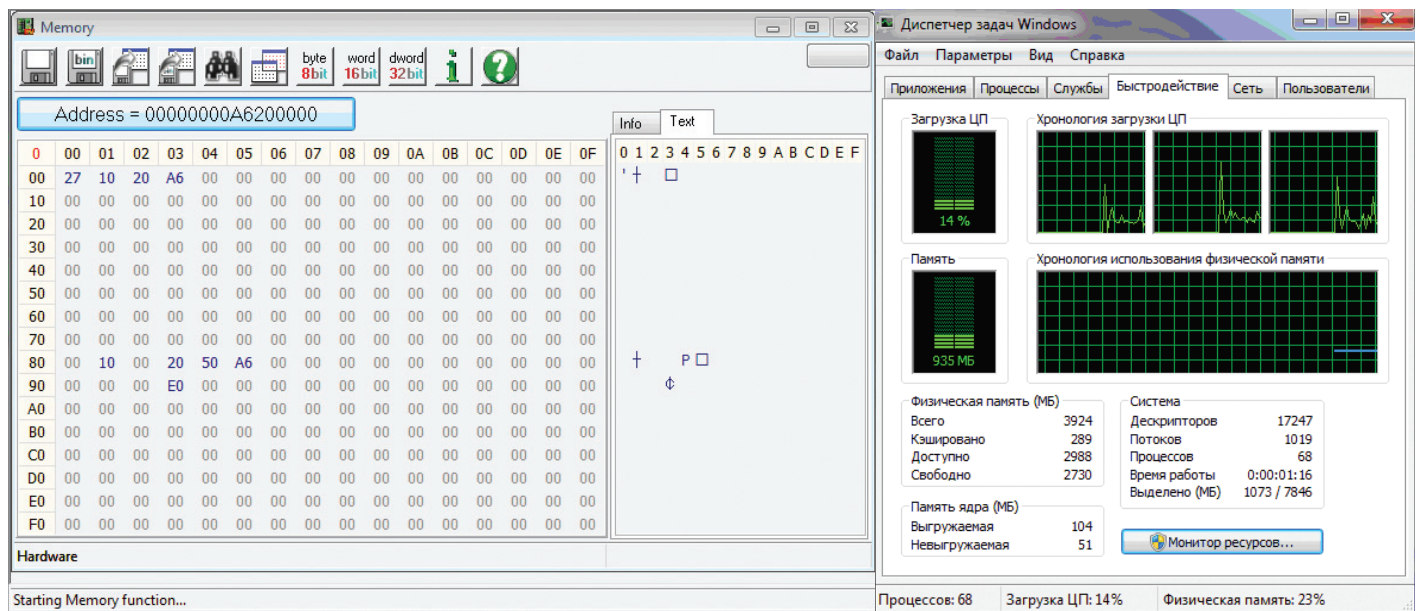 Memory
bin
byte 8bit
word 16bit
dword 32bit
Address = 00000000A6200000
Info Text
0 00 01 02 03 04 05 06 07 08 09 0A 0B 0C 0D 0E 0F
0 1 2 3 4 5 6 7 8 9 A B C D E F
00 27 10 20 A6 00 00 00 00 00 00 00 00 00 00 00 00
'
10 00 00 00 00 00 00 00 00 00 00 00 00 00 00 00 00
20 00 00 00 00 00 00 00 00 00 00 00 00 00 00 00 00
30 00 00 00 00 00 00 00 00 00 00 00 00 00 00 00 00
40 00 00 00 00 00 00 00 00 00 00 00 00 00 00 00 00
50 00 00 00 00 00 00 00 00 00 00 00 00 00 00 00 00
60 00 00 00 00 00 00 00 00 00 00 00 00 00 00 00 00
70 00 00 00 00 00 00 00 00 00 00 00 00 00 00 00 00
80 00 10 00 20 50 A6 00 00 00 00 00 00 00 00 00 00
P
90 00 00 00 E0 00 00 00 00 00 00 00 00 00 00 00 00
A0 00 00 00 00 00 00 00 00 00 00 00 00 00 00 00 00
B0 00 00 00 00 00 00 00 00 00 00 00 00 00 00 00 00
C0 00 00 00 00 00 00 00 00 00 00 00 00 00 00 00 00
D0 00 00 00 00 00 00 00 00 00 00 00 00 00 00 00 00
E0 00 00 00 00 00 00 00 00 00 00 00 00 00 00 00 00
F0 00 00 00 00 00 00 00 00 00 00 00 00 00 00 00 00
Hardware
Starting Memory function...
Диспетчер задач Windows
Файл Параметры Вид Справка
Приложения Процессы Службы Быстродействие Сеть Пользователи
Загрузка ЦП
Хронология загрузки ЦП
14 %
Память
Хронология использования физической памяти
935 МБ
Физическая память (МБ)
Всего 3924
Кэшировано 289
Доступно 2988
Свободно 2730
Память ядра (МБ)
Выгружаемая 104
Невыгружаемая 51
Система
Дескрипторов 17247
Потоков 1019
Процессов 68
Время работы 0:00:01:16
Выделено (МБ) 1073 / 7846
Монитор ресурсов...
Процессов: 68 Загрузка ЦП: 14% Физическая память: 23%